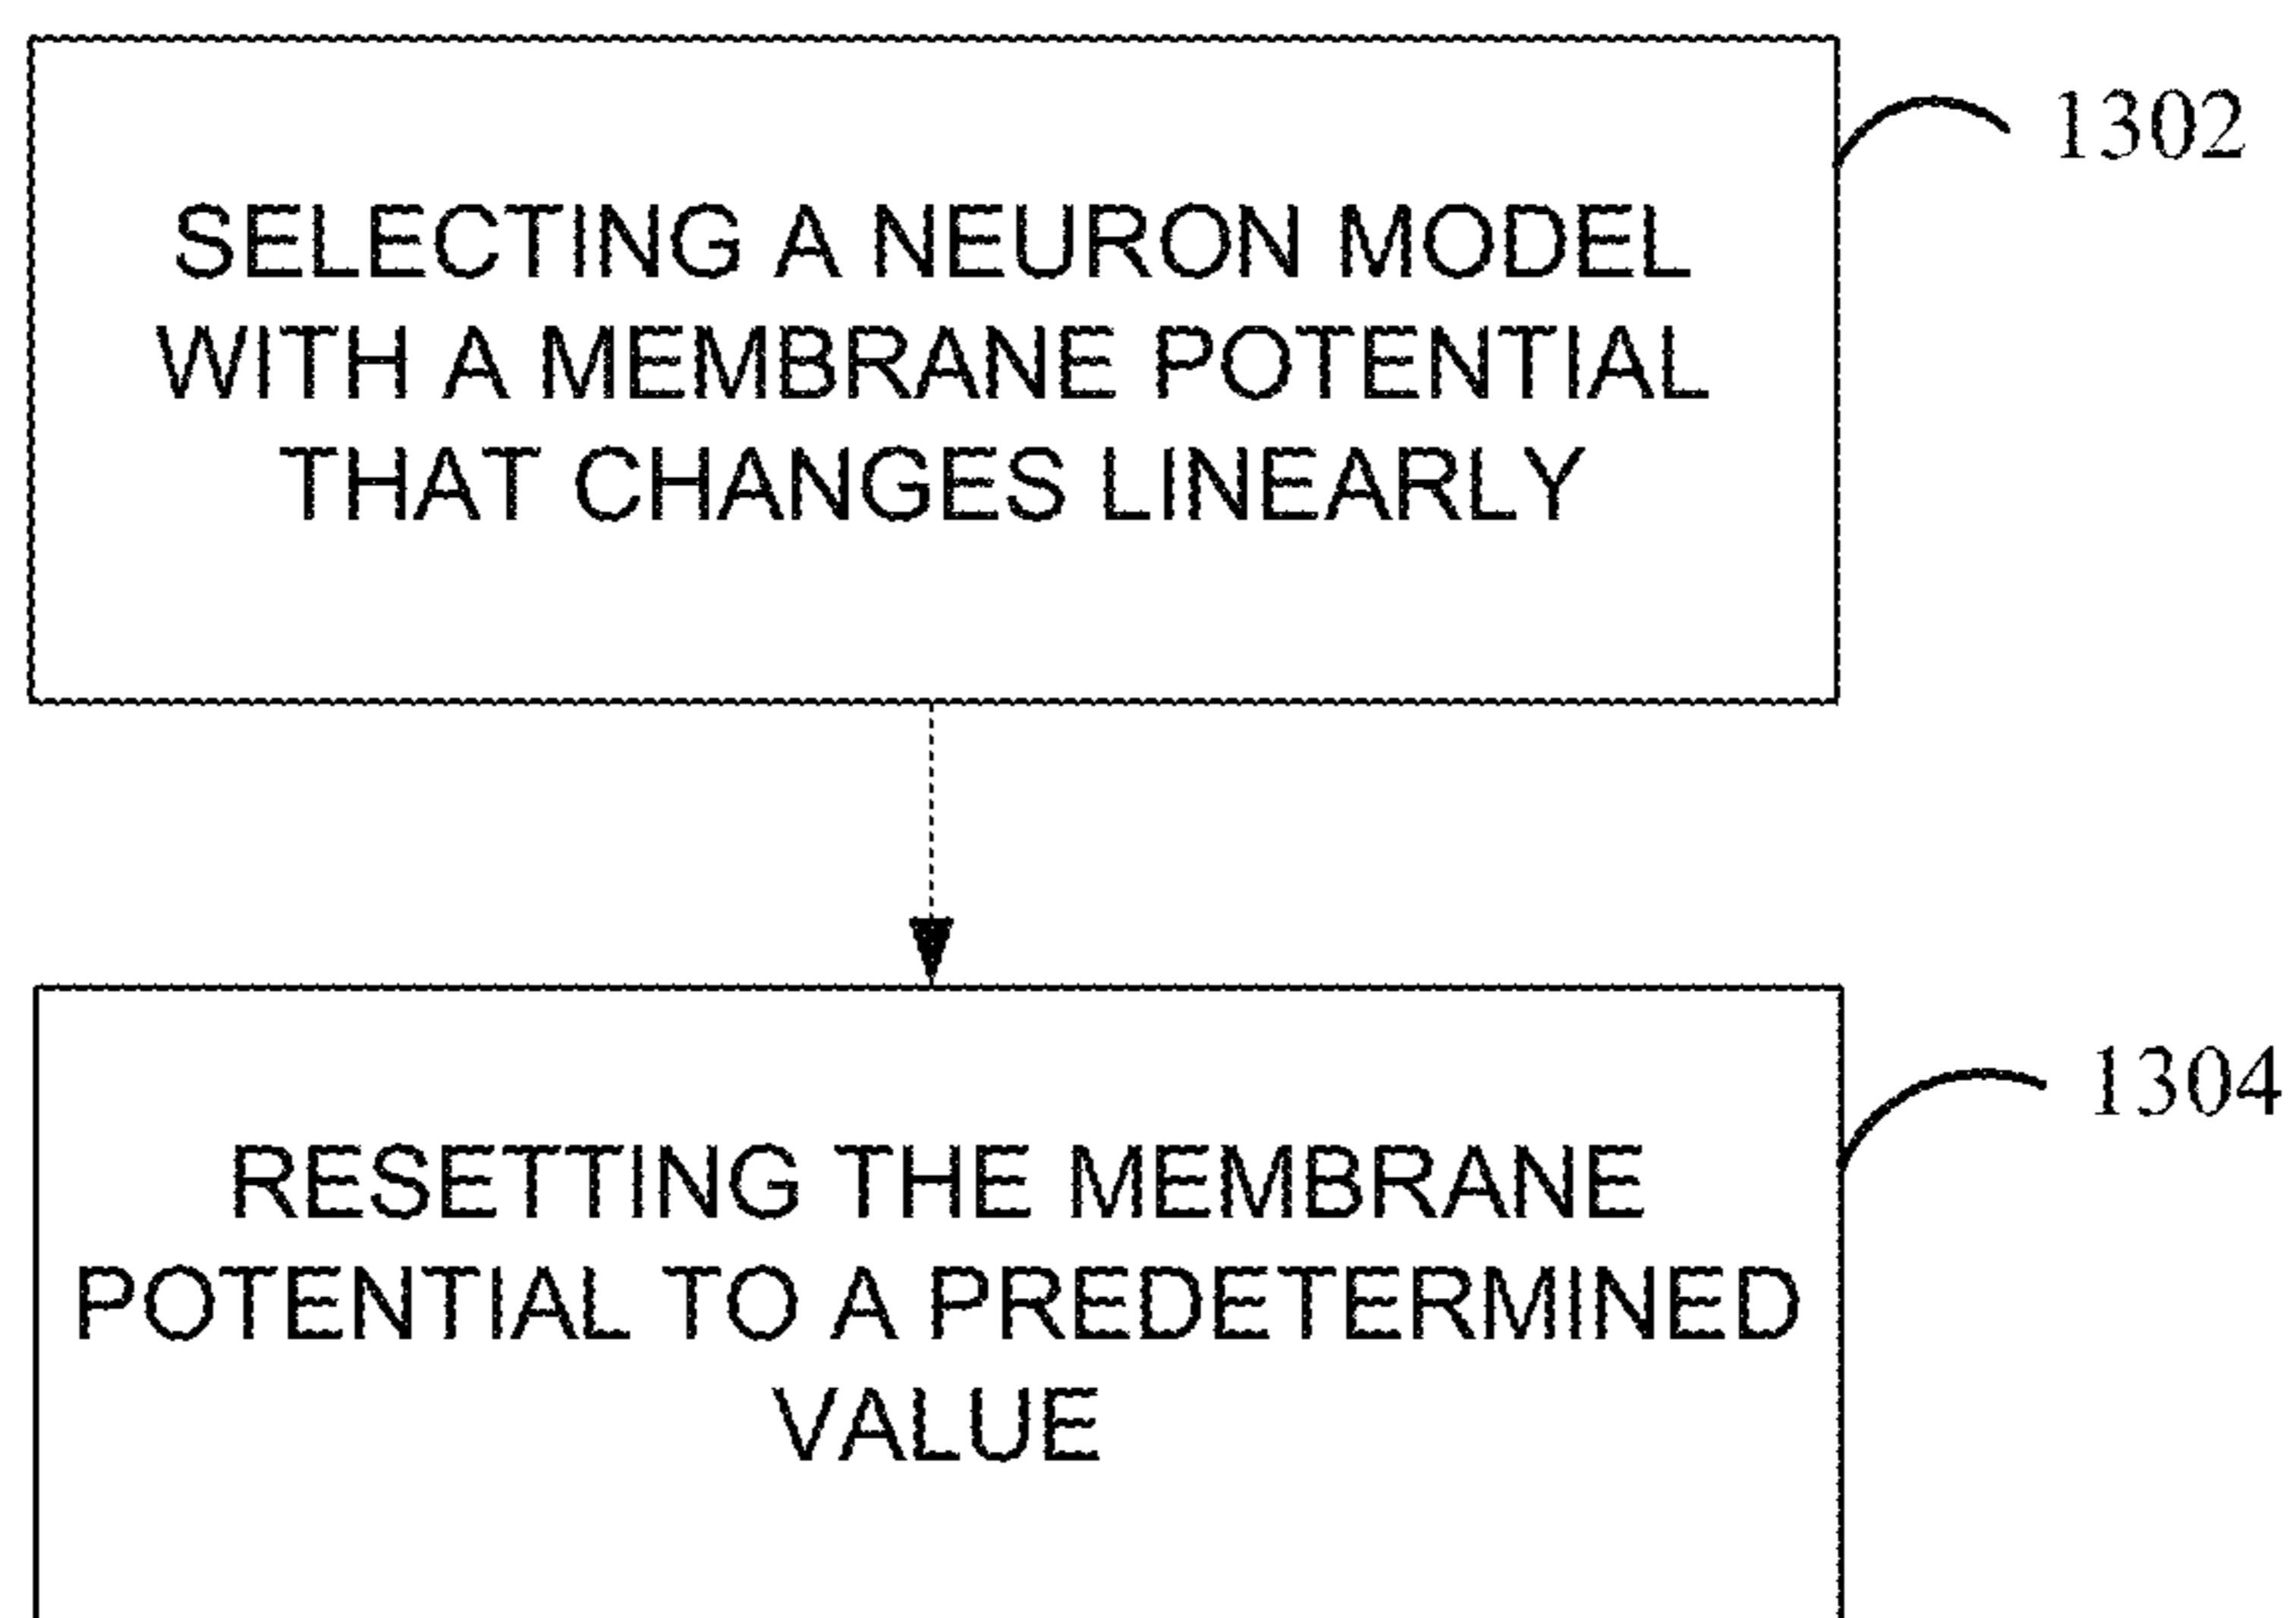 1302
SELECTING A NEURON MODEL
WITH A MEMBRANE POTENTIAL
THAT CHANGES LINEARLY
1304
RESETTING THE MEMBRANE
POTENTIAL TO A PREDETERMINED
VALUE